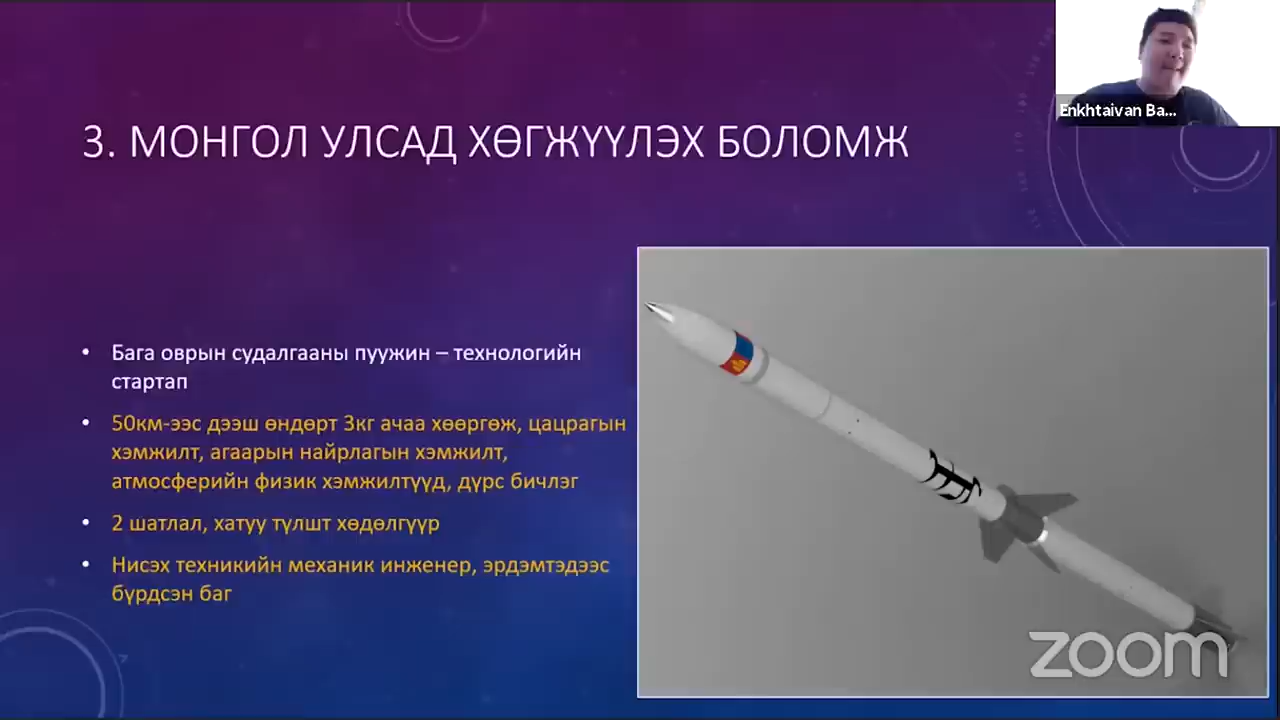 Enkhtaivan Ba...
3. МОНГОЛ УЛСАД ХӨГЖҮҮЛЭХ БОЛОМЖ
• Бага оврын судалгааны пуужин – технологийн
стартап
• 50км-ээс дээш өндөрт 3кг ачаа хөөргөж, цацрагын
хэмжилт, агаарын найрлагын хэмжилт,
атмосферийн физик хэмжилтүүд, дүрс бичлэг
• 2 шатлал, хатуу түлшт хөдөлгүүр
• Нисэх техникийн механик инженер, эрдэмтэдээс
бүрдсэн баг
zoom